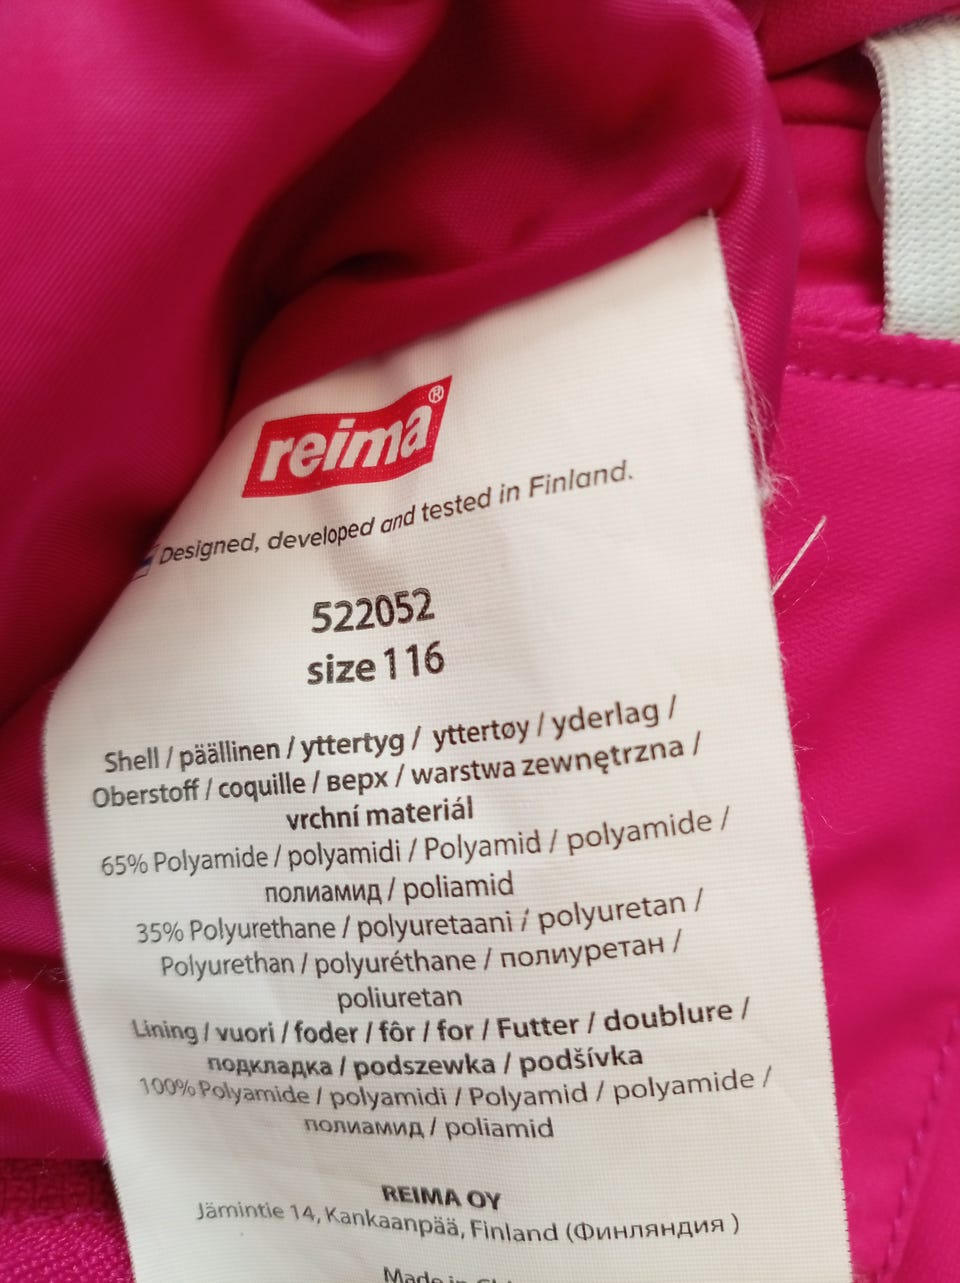 reima®
Designed, developed and tested in Finland.
522052
size 116
Shell / päällinen / yttertyg / yttertøy / yderlag /
Oberstoff / coquille / верх / warstwa zewnętrzna /
vrchní materiál
65% Polyamide / polyamidi / Polyamid / polyamide /
полиамид / poliamid
35% Polyurethane / polyuretaani / polyuretan /
Polyurethan / polyuréthane / полиуретан /
poliuretan
Lining / vuori / foder / fôr / for / Futter / doublure /
подкладка / podszewka / podšívka
100% Polyamide / polyamidi / Polyamid / polyamide /
полиамид / poliamid
REIMA OY
Jämintie 14, Kankaanpää, Finland (Финляндия )
Made in